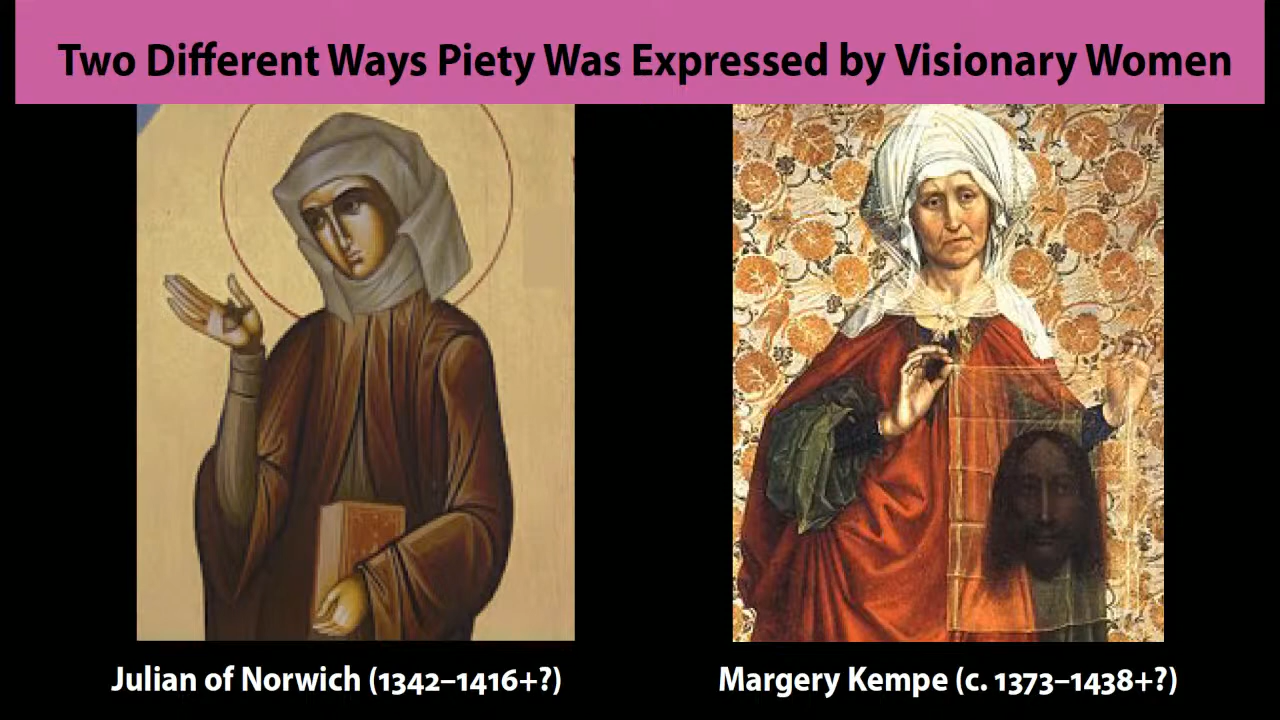 Two Different Ways Piety Was Expressed by Visionary Women
Julian of Norwich (1342–1416+?)
Margery Kempe (c. 1373–1438+?)